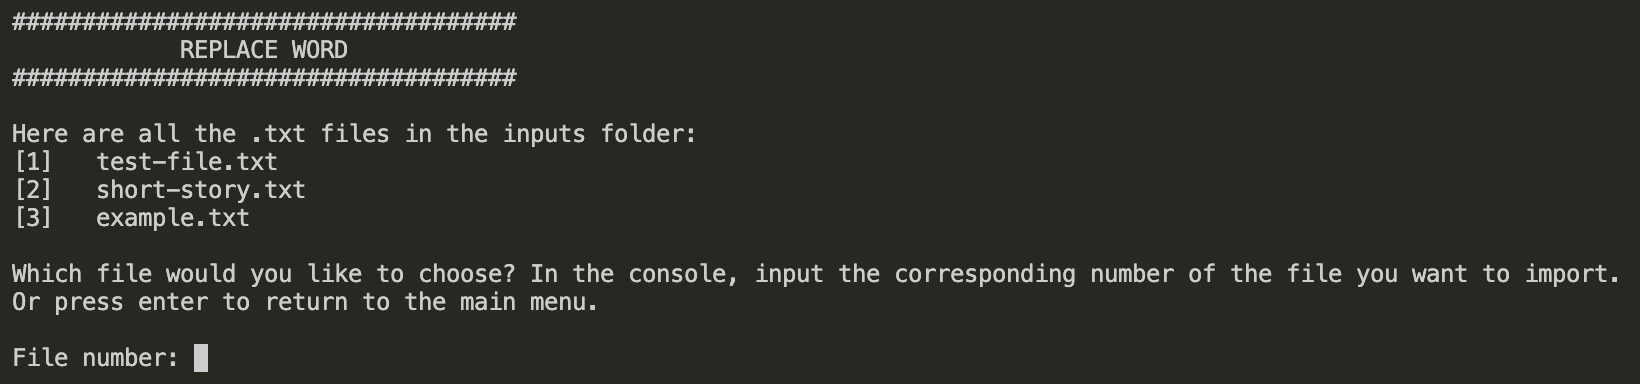 ####################################
            REPLACE WORD
####################################
Here are all the .txt files in the inputs folder:
[1]   test-file.txt
[2]   short-story.txt
[3]   example.txt
Which file would you like to choose? In the console, input the corresponding number of the file you want to import.
Or press enter to return to the main menu.
File number: